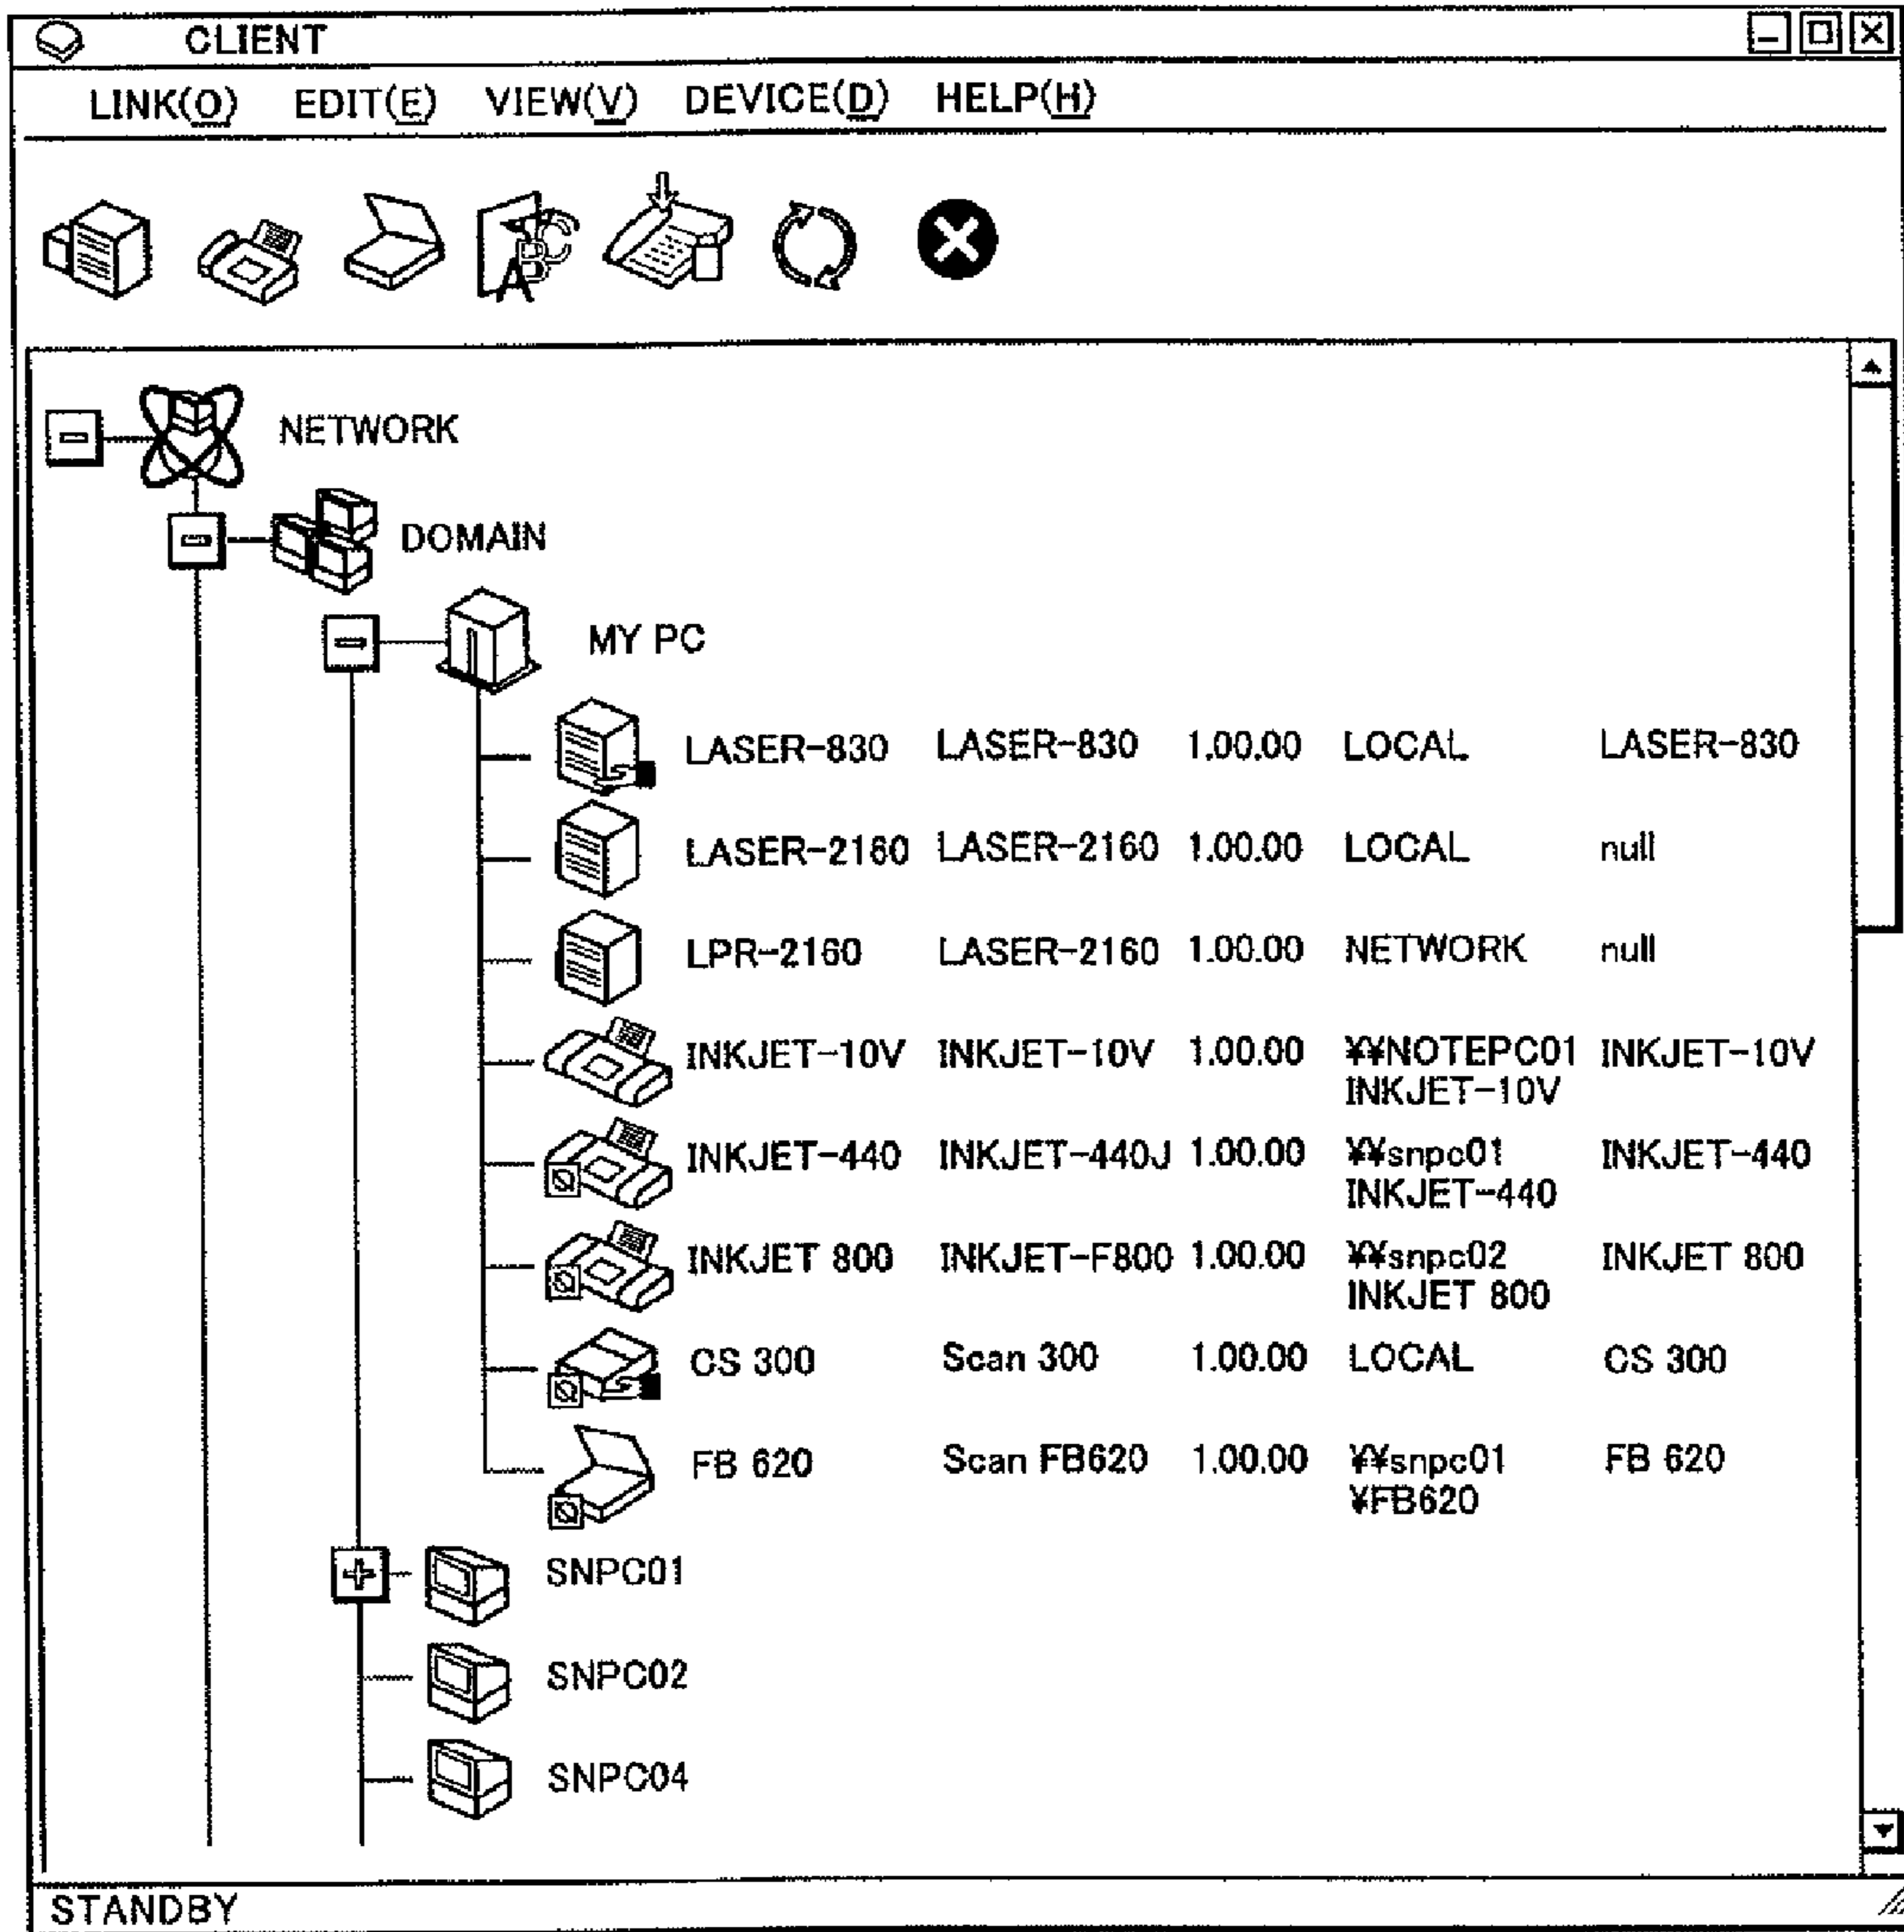 CLIENT
LINK(O) EDIT(E) VIEW(V) DEVICE(D) HELP(H)
NETWORK
DOMAIN
MY PC
LASER-830 LASER-830 1.00.00 LOCAL LASER-830
LASER-2160 LASER-2160 1.00.00 LOCAL null
LPR-2160 LASER-2160 1.00.00 NETWORK null
INKJET-10V INKJET-10V 1.00.00 ¥¥NOTEPC01 INKJET-10V
INKJET-10V
INKJET-440 INKJET-440J 1.00.00 ¥¥snpc01 INKJET-440
INKJET-440
INKJET 800 INKJET-F800 1.00.00 ¥¥snpc02 INKJET 800
INKJET 800
CS 300 Scan 300 1.00.00 LOCAL CS 300
FB 620 Scan FB620 1.00.00 ¥¥snpc01 FB 620
¥FB620
SNPC01
SNPC02
SNPC04
STANDBY